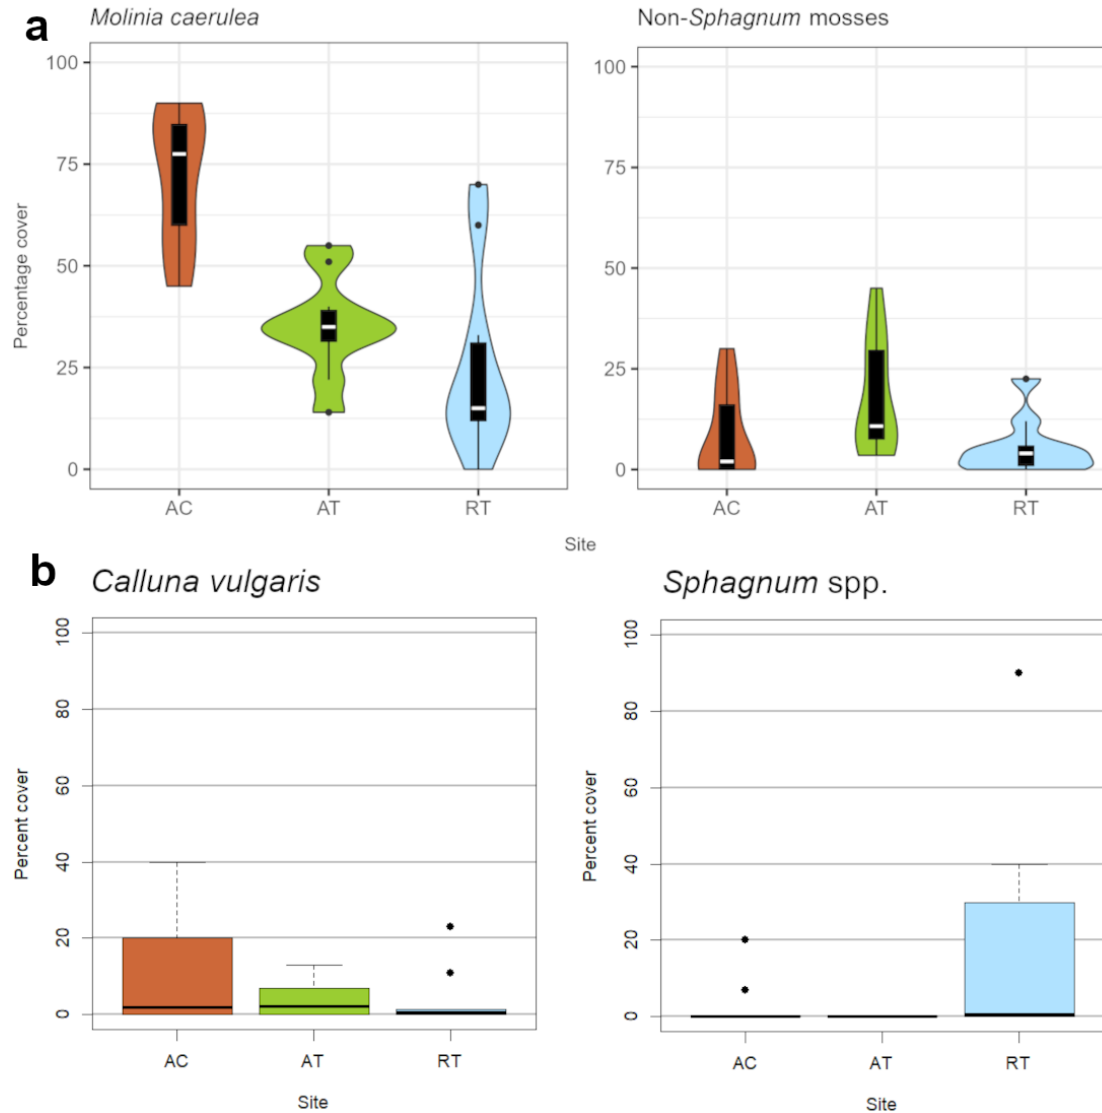 a
Molinia caerulea
Non-Sphagnum mosses
Percentage cover
100
75
50
25
0
AC AT RT
100
75
50
25
0
AC AT RT
Site
b
Calluna vulgaris
Sphagnum spp.
Percent cover
100
80
60
40
20
0
AC AT RT
Site
Percent cover
100
80
60
40
20
0
AC AT RT
Site